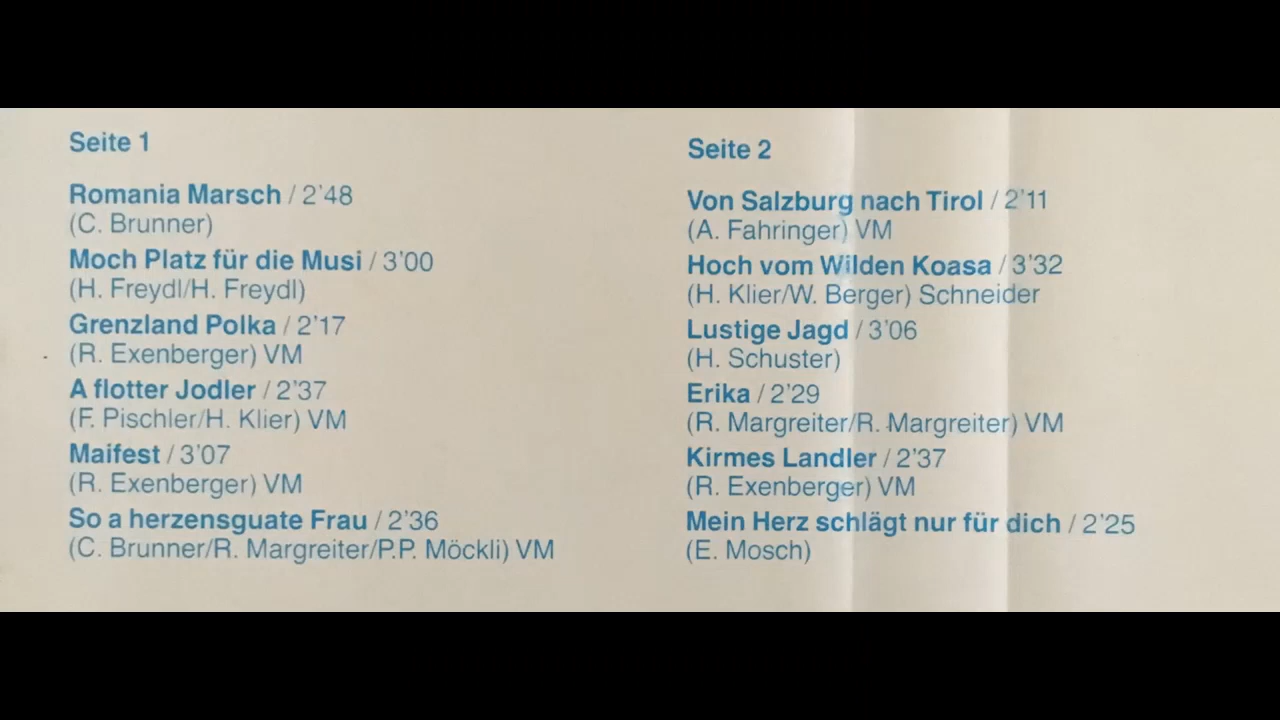 Seite 1
Romania Marsch / 2'48
(C. Brunner)
Moch Platz für die Musi / 3'00
(H. Freydl/H. Freydl)
Grenzland Polka / 2'17
(R. Exenberger) VM
A flotter Jodler / 2'37
(F. Pischler/H. Klier) VM
Maifest / 3'07
(R. Exenberger) VM
So a herzensguate Frau / 2'36
(C. Brunner/R. Margreiter/P.P. Möckli) VM
Seite 2
Von Salzburg nach Tirol / 2'11
(A. Fahringer) VM
Hoch vom Wilden Koasa / 3'32
(H. Klier/W. Berger) Schneider
Lustige Jagd / 3'06
(H. Schuster)
Erika / 2'29
(R. Margreiter/R. Margreiter) VM
Kirmes Landler / 2'37
(R. Exenberger) VM
Mein Herz schlägt nur für dich / 2'25
(E. Mosch)